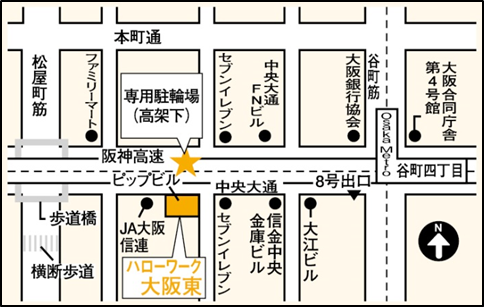 本町通
松屋町筋
ファミリーマート
専用駐輪場
（高架下）
セブンイレブン
中央大通
FNビル
大阪銀行協会
谷町筋
大阪合同庁舎
第4号館
Osaka Metro
阪神高速
谷町四丁目
ピップビル
中央大通
8号出口
歩道橋
横断歩道
JA大阪
信連
ハローワーク
大阪東
セブンイレブン
信金中央
金庫ビル
大江ビル
N